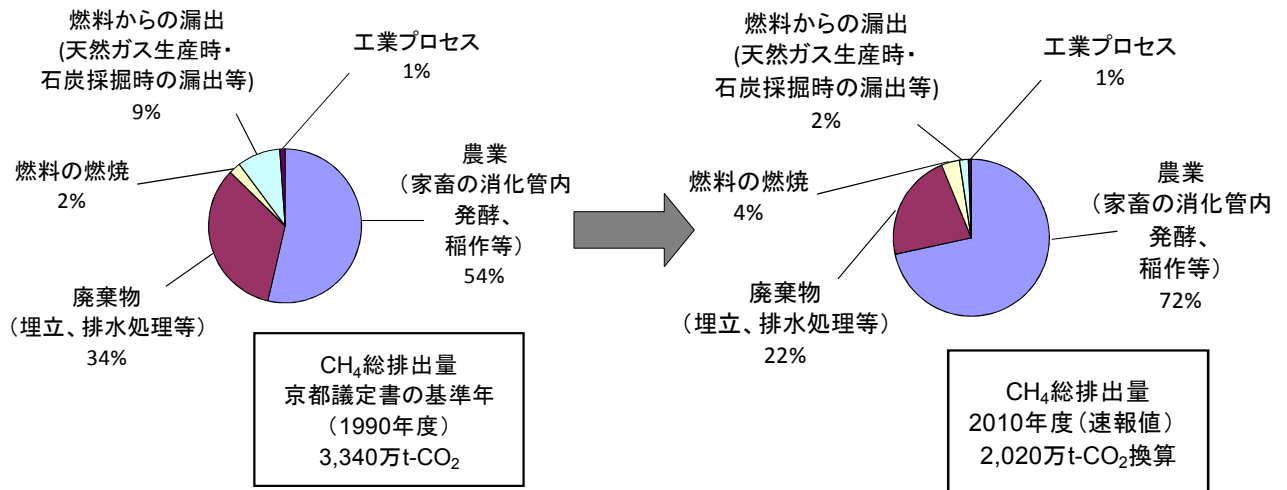 燃料からの漏出
(天然ガス生産時・
石炭採掘時の漏出等)
9%
工業プロセス
1%
燃料の燃焼
2%
農業
（家畜の消化管内
発酵、
稲作等）
54%
廃棄物
（埋立、排水処理等）
34%
CH₄総排出量
京都議定書の基準年
（1990年度）
3,340万t-CO₂
燃料からの漏出
(天然ガス生産時・
石炭採掘時の漏出等)
2%
工業プロセス
1%
燃料の燃焼
4%
農業
（家畜の消化管内
発酵、
稲作等）
72%
廃棄物
（埋立、排水処理等）
22%
CH₄総排出量
2010年度（速報値）
2,020万t-CO₂換算